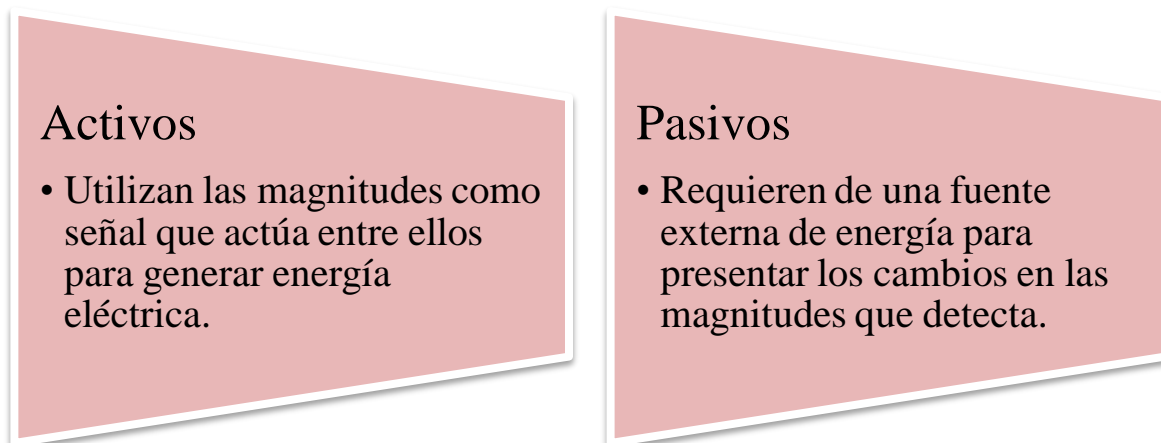 Activos
• Utilizan las magnitudes como
señal que actúa entre ellos
para generar energía
eléctrica.
Pasivos
• Requieren de una fuente
externa de energía para
presentar los cambios en las
magnitudes que detecta.